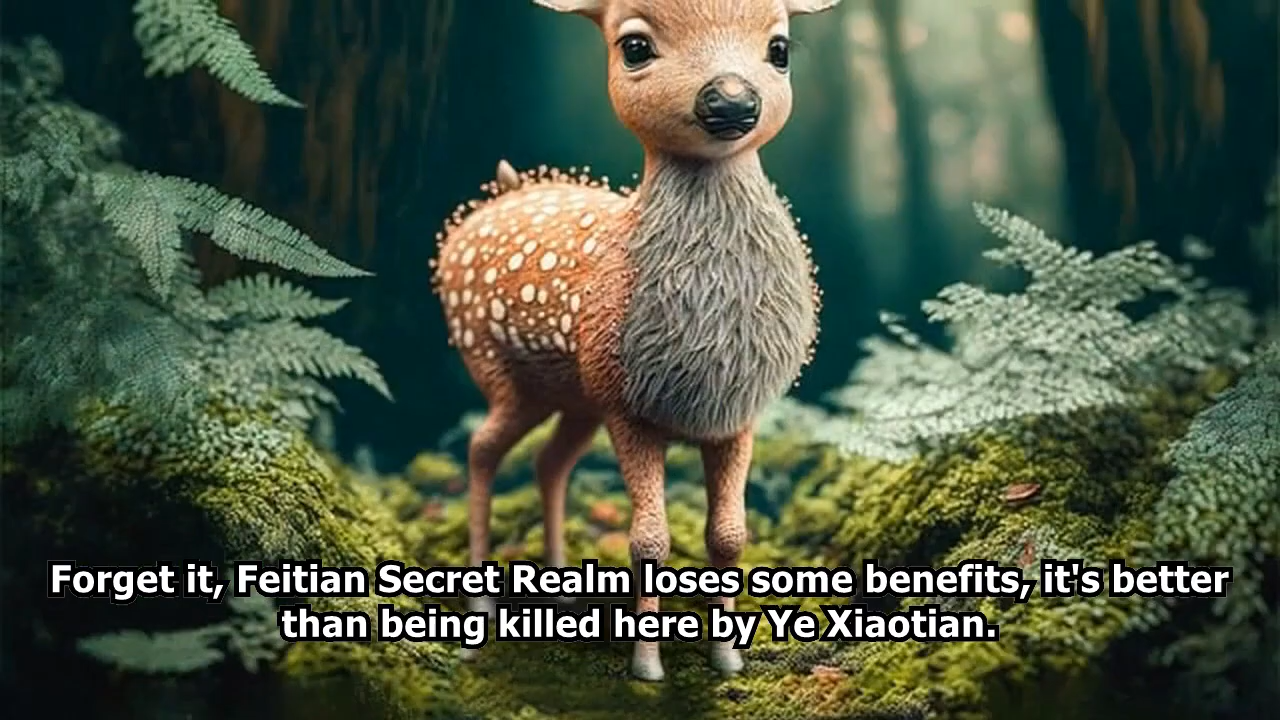 Forget it, Feitian Secret Realm loses some benefits, it's better
than being killed here by Ye Xiaotian.